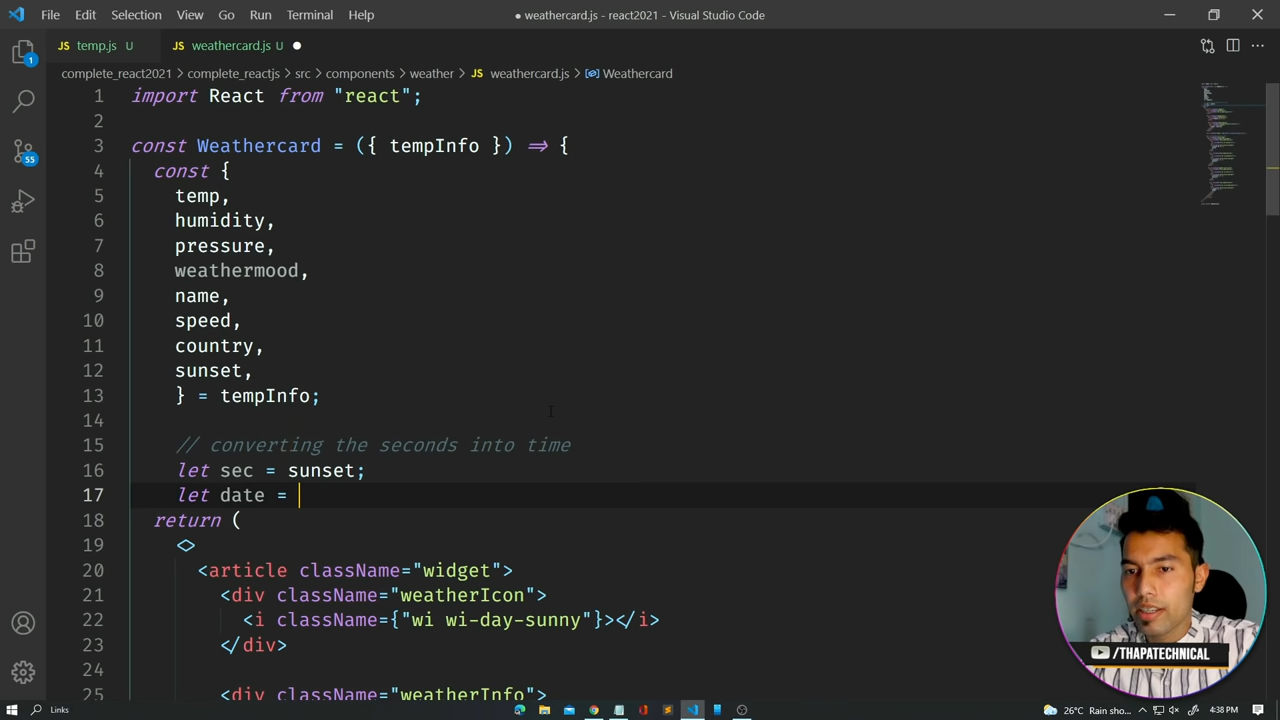 File Edit Selection View Go Run Terminal Help
● weathercard.js - react2021 - Visual Studio Code
JS temp.js U
JS weathercard.js U ●
complete_react2021 > complete_reactjs > src > components > weather > JS weathercard.js > Weathercard
1 import React from "react";
2
3 const Weathercard = ({ tempInfo }) => {
4 const {
5 temp,
6 humidity,
7 pressure,
8 weathermood,
9 name,
10 speed,
11 country,
12 sunset,
13 } = tempInfo;
14
15 // converting the seconds into time
16 let sec = sunset;
17 let date =
18 return (
19 <>
20 <article className="widget">
21 <div className="weatherIcon">
22 <i className={"wi wi-day-sunny"}></i>
23 </div>
24
25 <div className="weatherInfo">
1
55
/THAPATECHNICAL
Links
26°C Rain sho... 4:38 PM